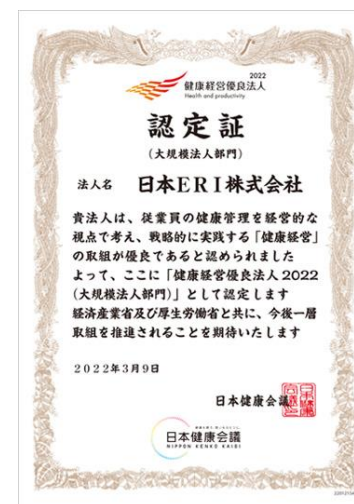 2022
健康経営優良法人
Health and productivity
認定証
(大規模法人部門)
法人名 日本ERI株式会社
貴法人は、従業員の健康管理を経営的な
視点で考え、戦略的に実践する「健康経営」
の取組が優良であると認められました
よって、ここに「健康経営優良法人2022
(大規模法人部門)」として認定します
経済産業省及び厚生労働省と共に、今後一層
取組を推進されることを期待いたします
2022年3月9日
日本健康会議
日本健康会議
NIPPON KENKO KAIGI